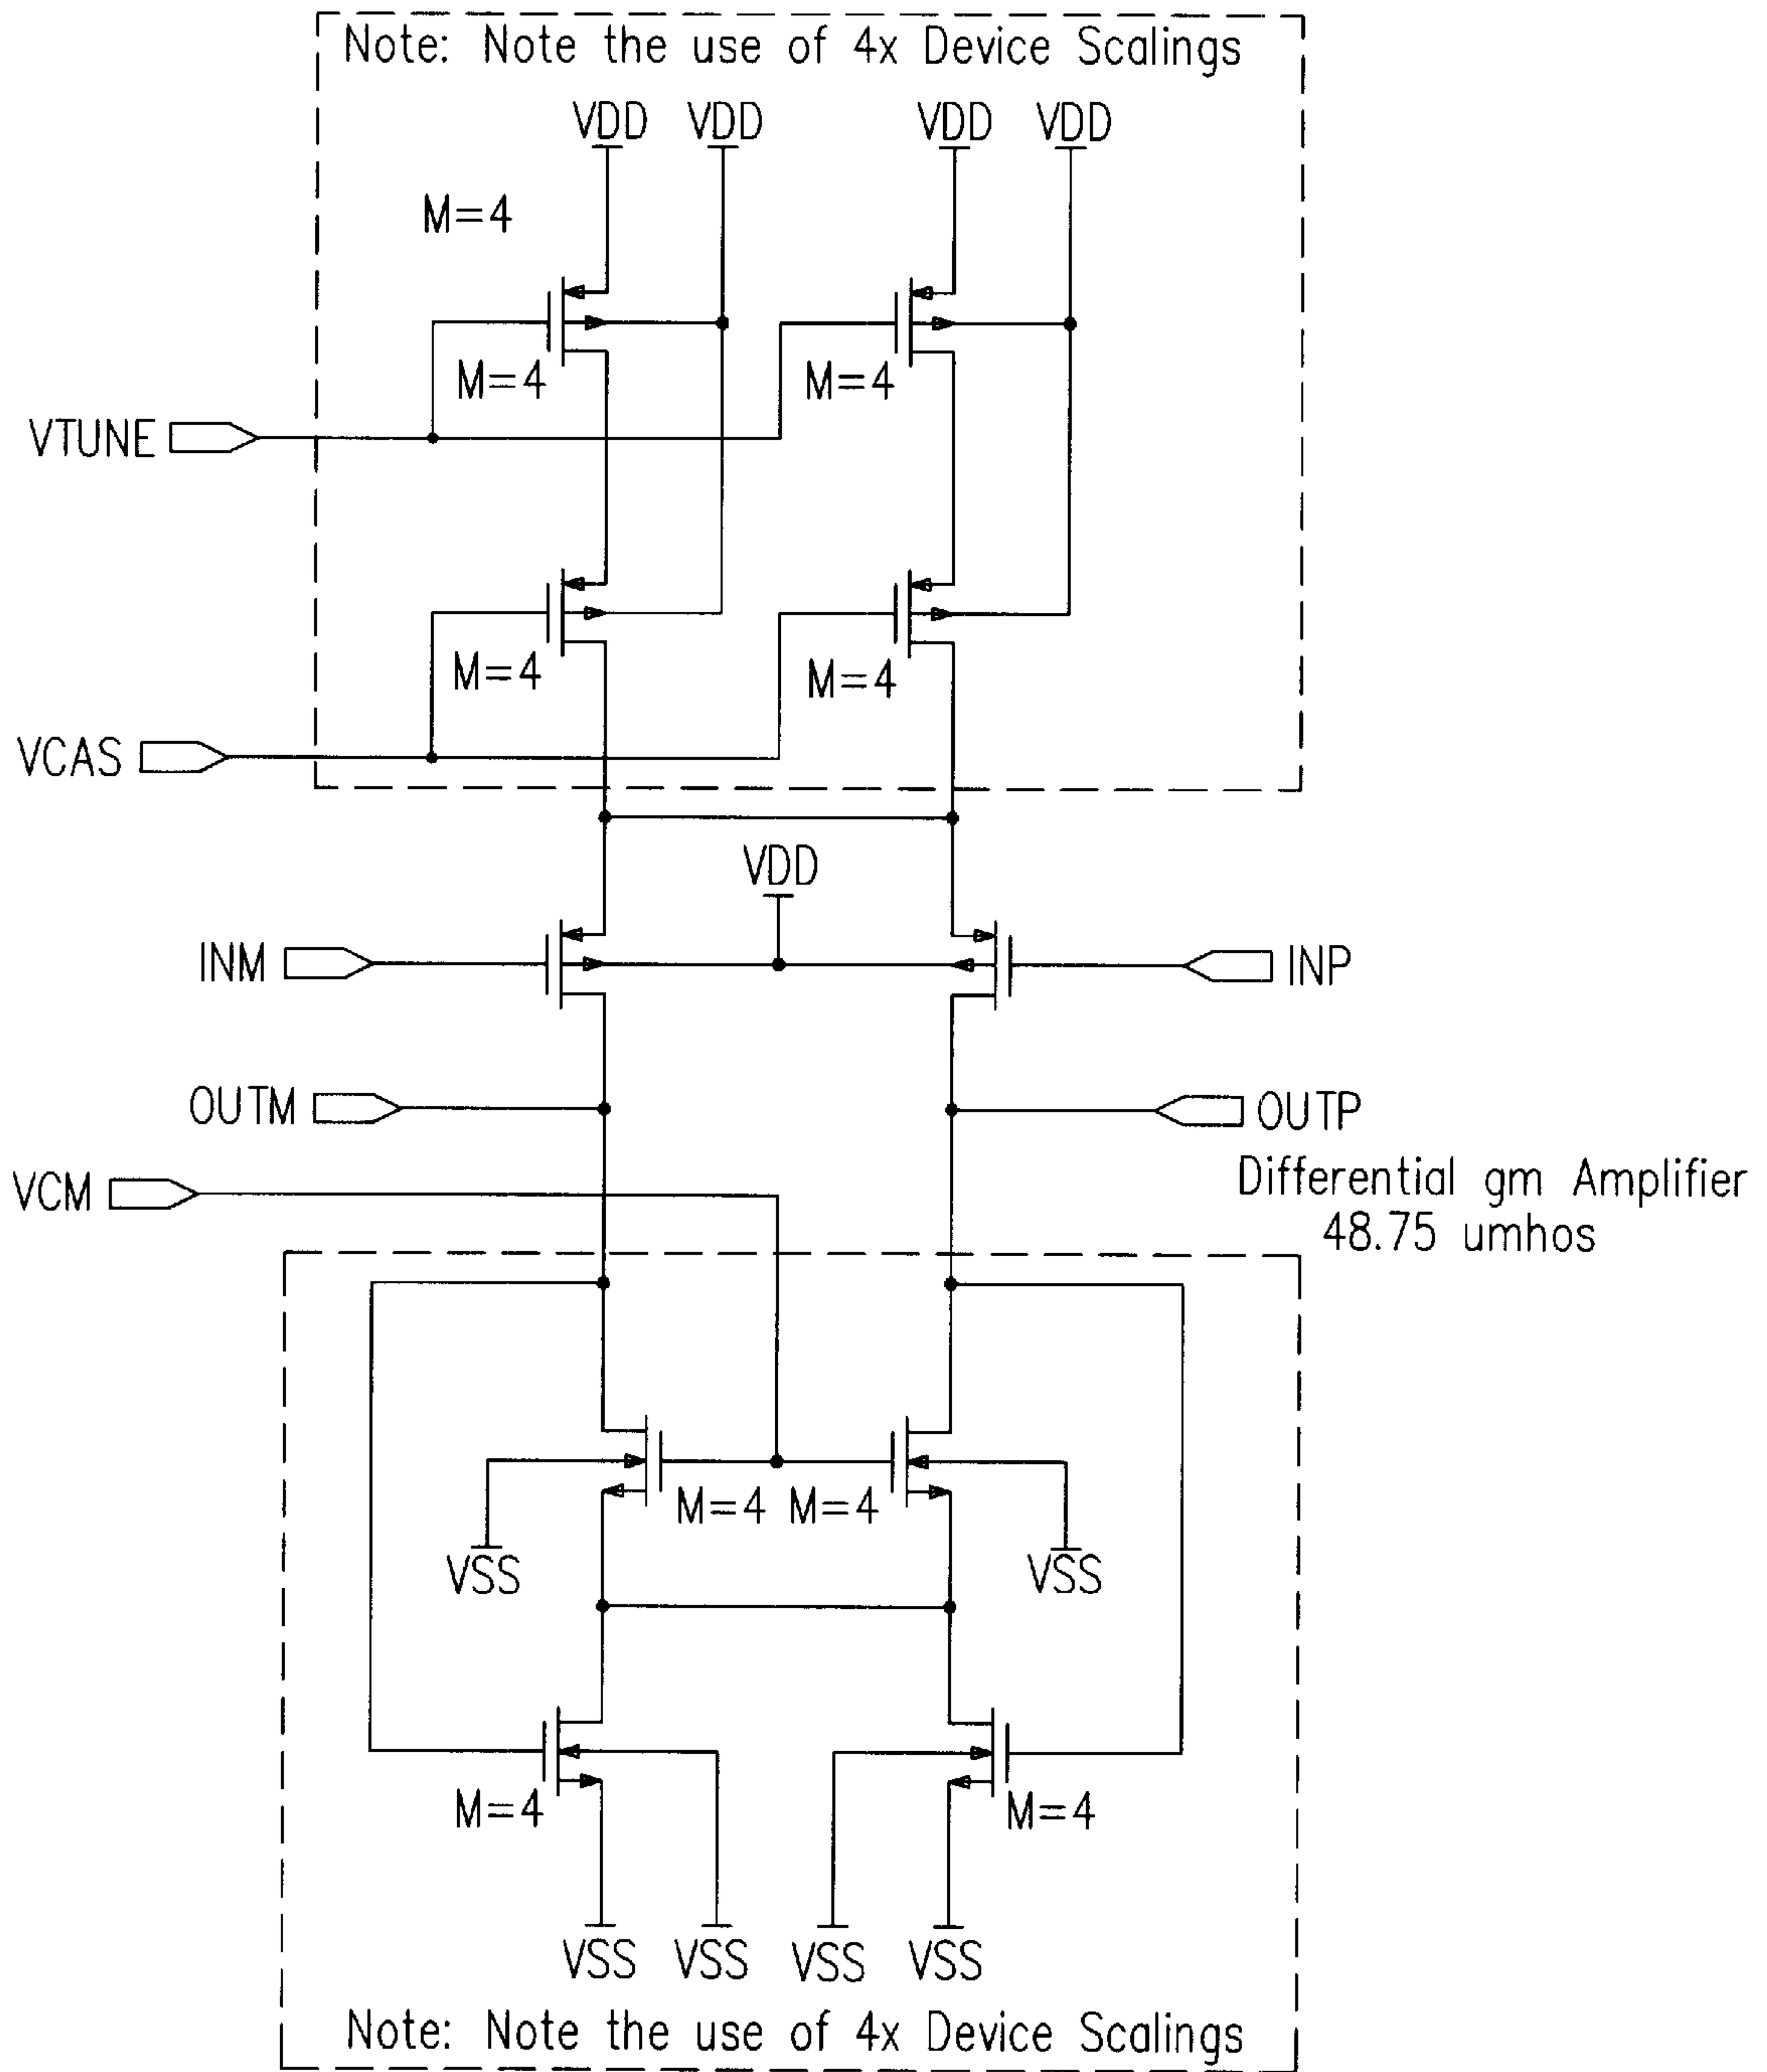 Note: Note the use of 4x Device Scalings
VDD VDD VDD VDD
M=4
M=4 M=4
VTUNE
M=4 M=4
VCAS
VDD
INM INP
OUTM OUTP
VCM
Differential gm Amplifier
48.75 umhos
M=4 M=4
VSS VSS
M=4 M=4
VSS VSS VSS VSS
Note: Note the use of 4x Device Scalings